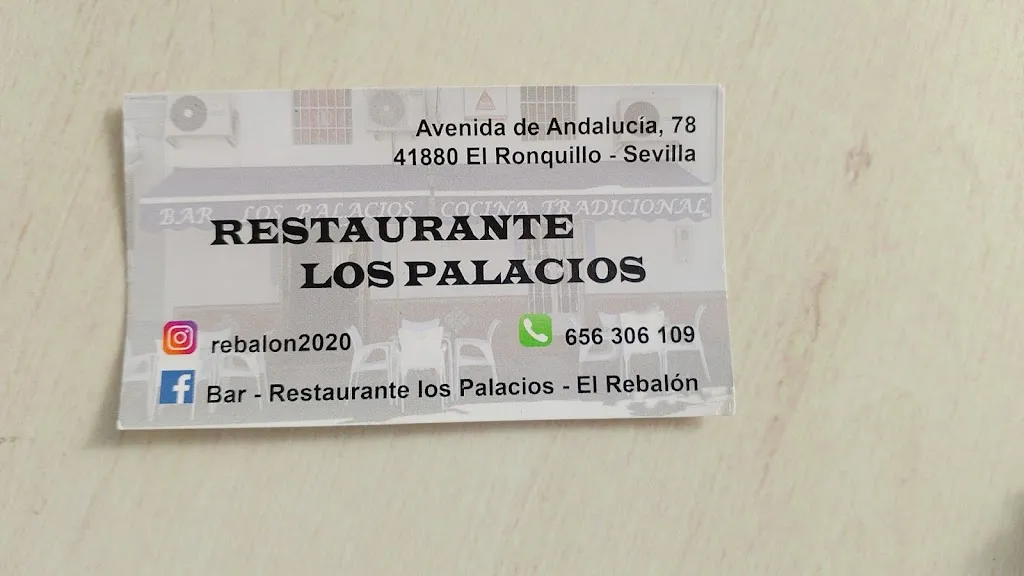 Avenida de Andalucía, 78
41880 El Ronquillo - Sevilla
BAR LOS PALACIOS COCINA TRADICIONAL
RESTAURANTE
LOS PALACIOS
rebalon2020
656 306 109
Bar - Restaurante los Palacios - El Rebalón